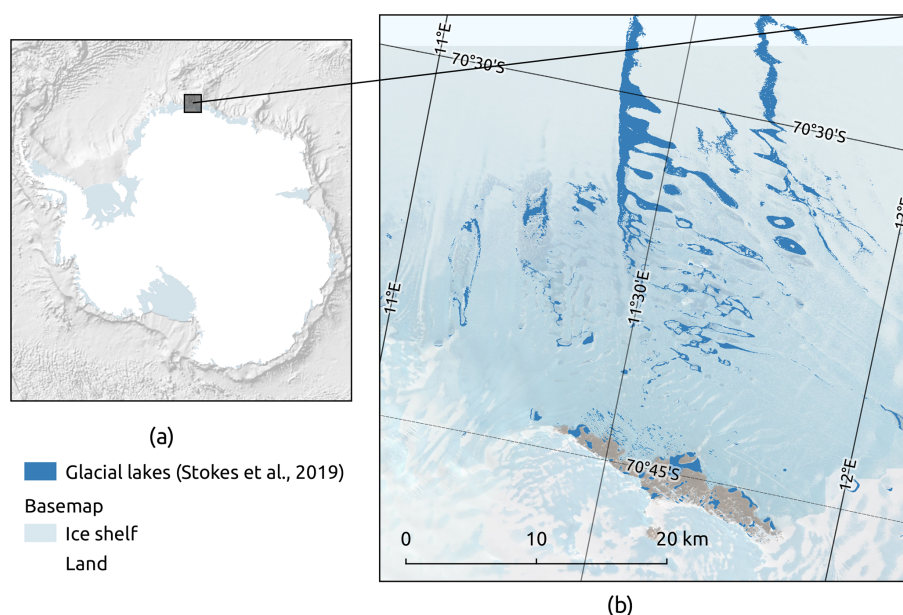 (a)
Glacial lakes (Stokes et al., 2019)
Basemap
Ice shelf
Land
11°E
70°30'S
70°30'S
12°E
11°E
11°30'E
70°45'S
12°E
0 10 20 km
(b)